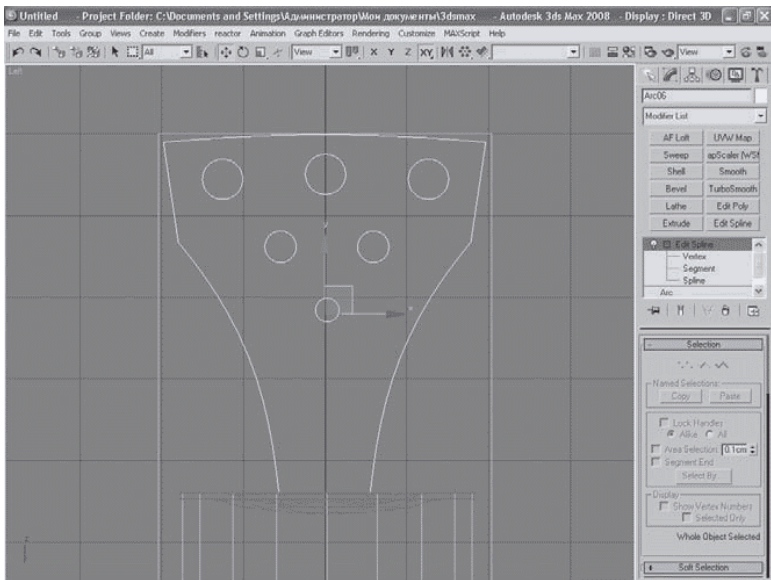 Untitled - Project Folder: C:\Documents and Settings\Администратор\Мои документы\3dsmax - Autodesk 3ds Max 2008 - Display : Direct 3D
File Edit Tools Group Views Create Modifiers reactor Animation Graph Editors Rendering Customize MAXScript Help
All View X Y Z XY View
Left
Arc06
Modifier List
AF Loft UVW Map
Sweep apScaler (WS
Shell Smooth
Bevel TurboSmooth
Lathe Edit Poly
Extrude Edit Spline
Edit Spline
Vertex
Segment
Spline
Arc
Selection
Named Selections:
Copy Paste
Lock Handles
Alike All
Area Selection: 0.1cm
Segment End
Select By...
Display
Show Vertex Numbers
Selected Only
Whole Object Selected
Soft Selection
y
x
z